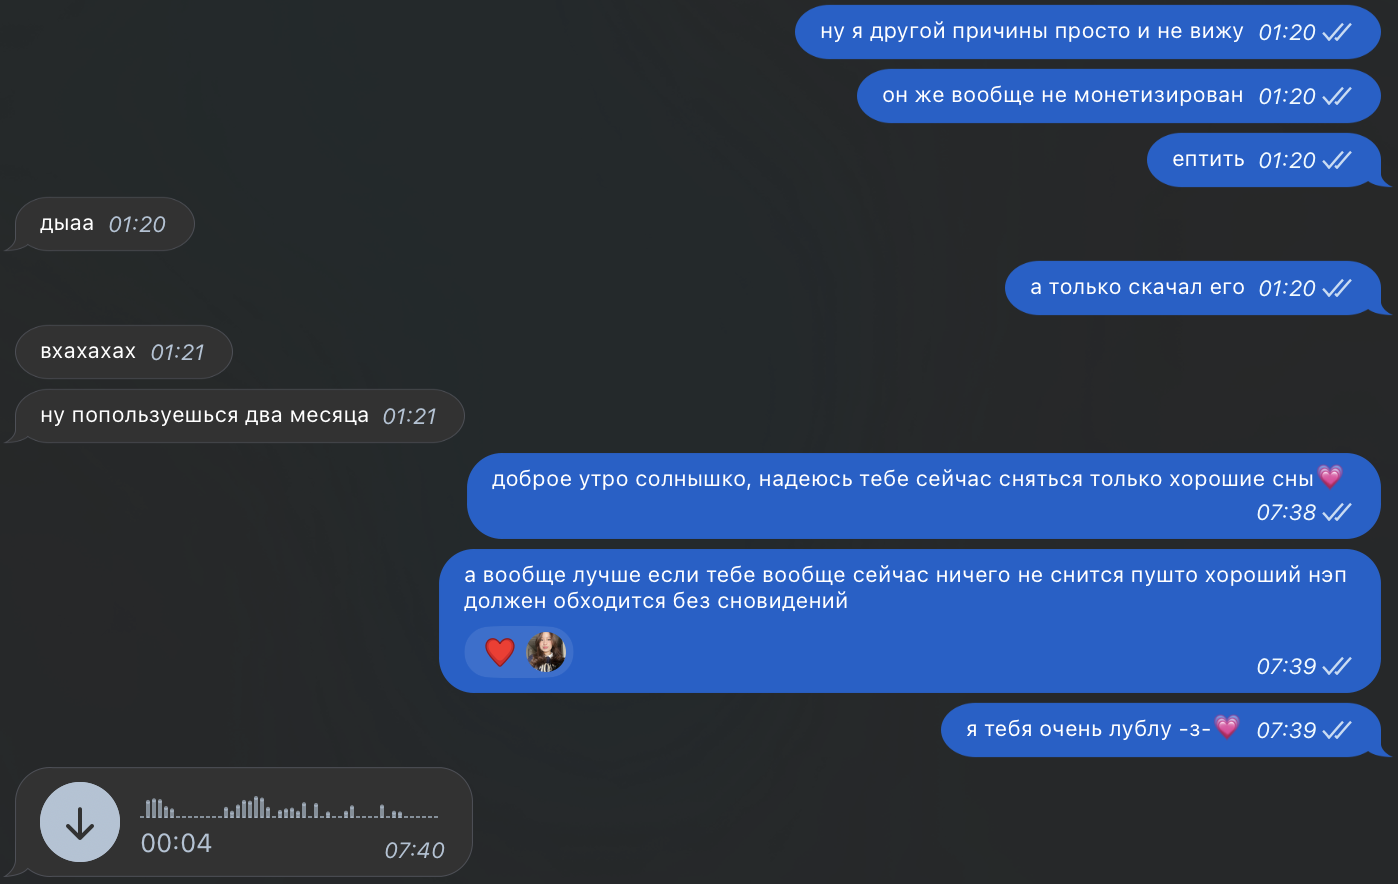 ну я другой причины просто и не вижу 01:20
он же вообще не монетизирован 01:20
ептить 01:20
дыаа 01:20
а только скачал его 01:20
вхахахах 01:21
ну попользуешься два месяца 01:21
доброе утро солнышко, надеюсь тебе сейчас сняться только хорошие сны💗
07:38
а вообще лучше если тебе вообще сейчас ничего не снится пушто хороший нэп
должен обходится без сновидений
❤️ 07:39
я тебя очень лублу -з-💗 07:39
00:04 07:40